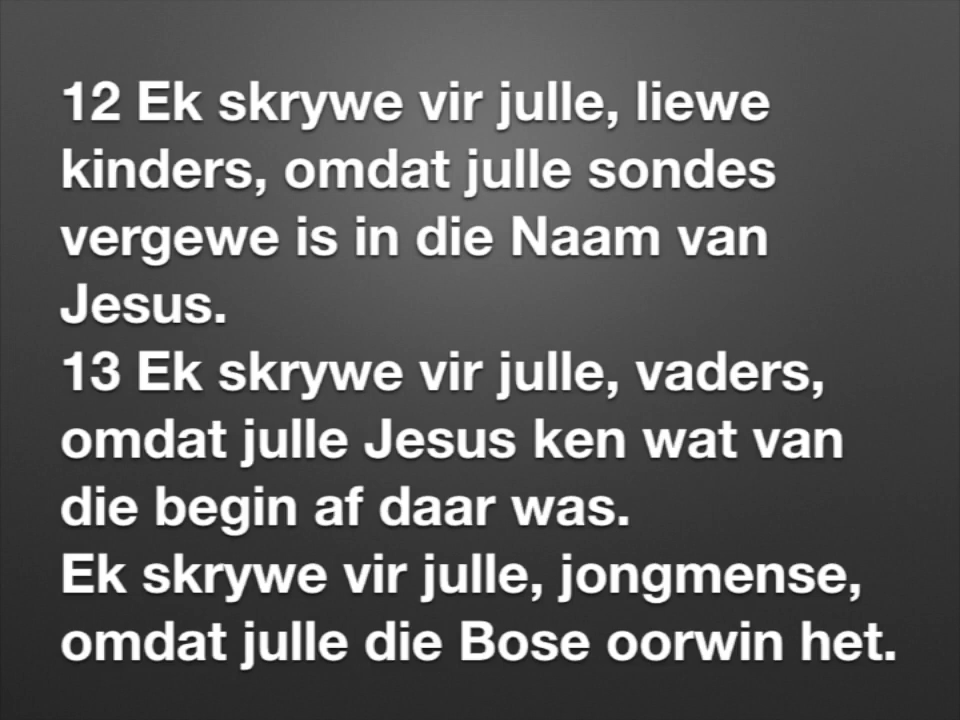 12 Ek skrywe vir julle, liewe
kinders, omdat julle sondes
vergewe is in die Naam van
Jesus.
13 Ek skrywe vir julle, vaders,
omdat julle Jesus ken wat van
die begin af daar was.
Ek skrywe vir julle, jongmense,
omdat julle die Bose oorwin het.